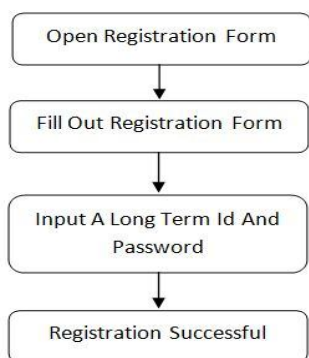 Open Registration Form
Fill Out Registration Form
Input A Long Term Id And
Password
Registration Successful